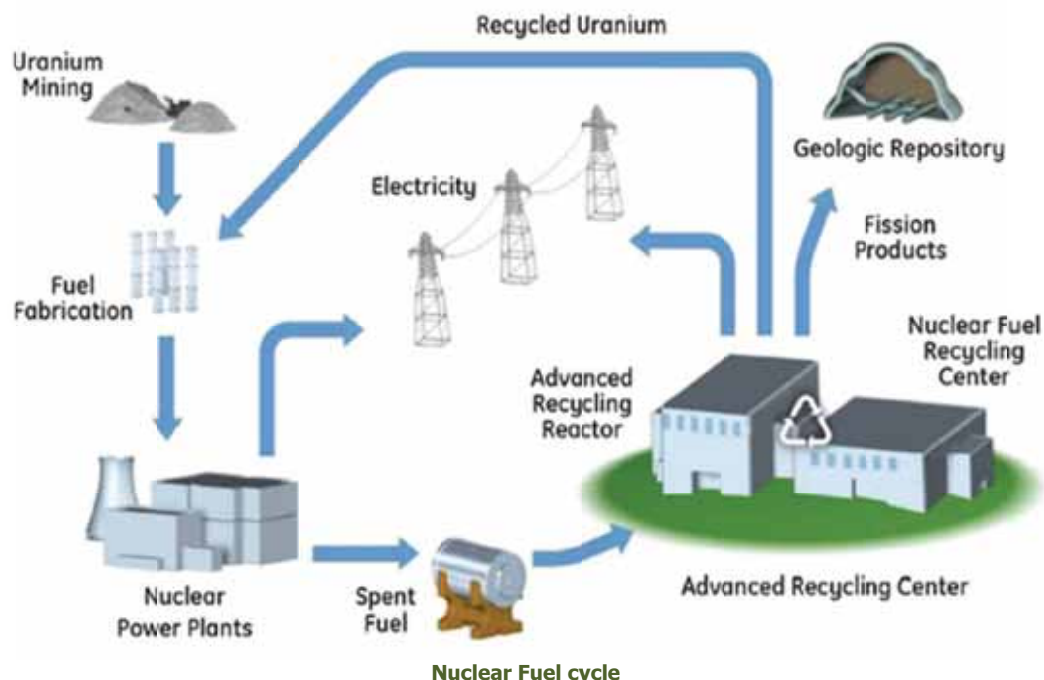 Recycled Uranium
Uranium
Mining
Geologic Repository
Electricity
Fission
Products
Fuel
Fabrication
Nuclear Fuel
Recycling
Center
Advanced
Recycling
Reactor
Advanced Recycling Center
Nuclear
Power Plants
Spent
Fuel
Nuclear Fuel cycle